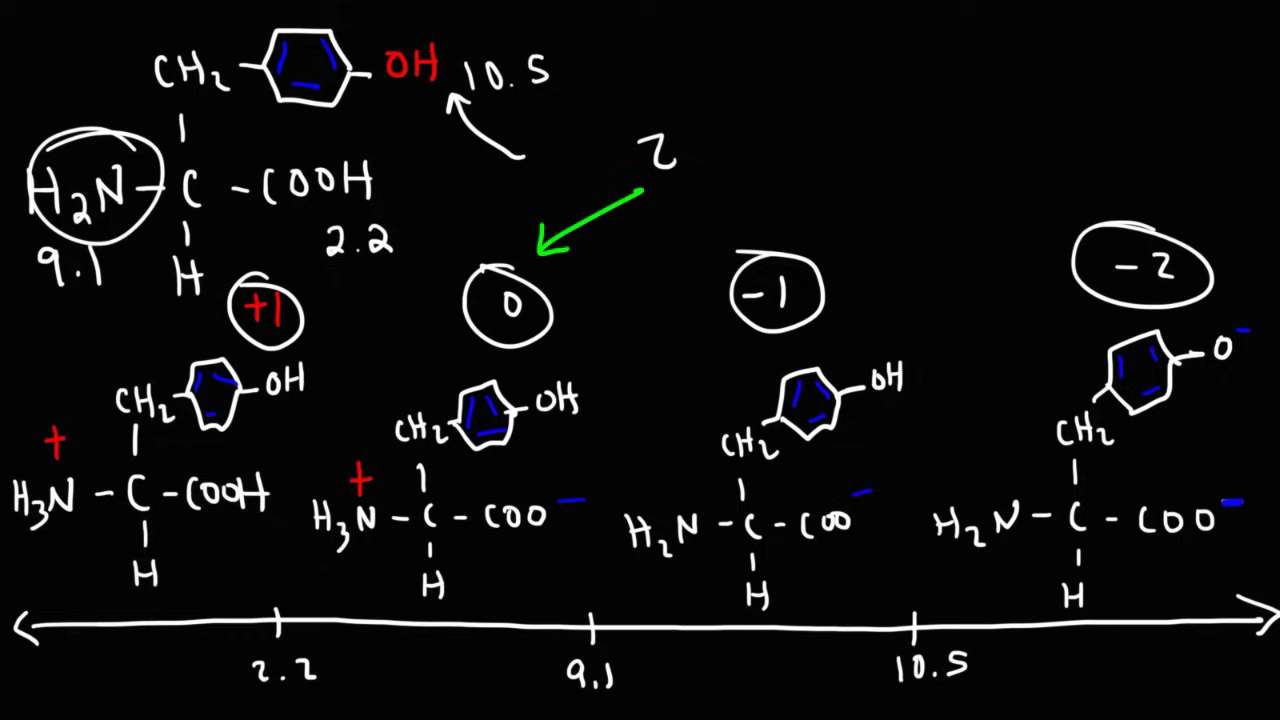 CH2 OH 10.5
H2N - C - COOH
9.1 H 2.2
2
+1 0 -1 -2
CH2 OH
CH2 OH
CH2 OH
CH2 O-
+
H3N - C - COOH
H
+
H3N - C - COO-
H
H2N - C - COO-
H
H2N - C - COO-
H
2.2 9.1 10.5